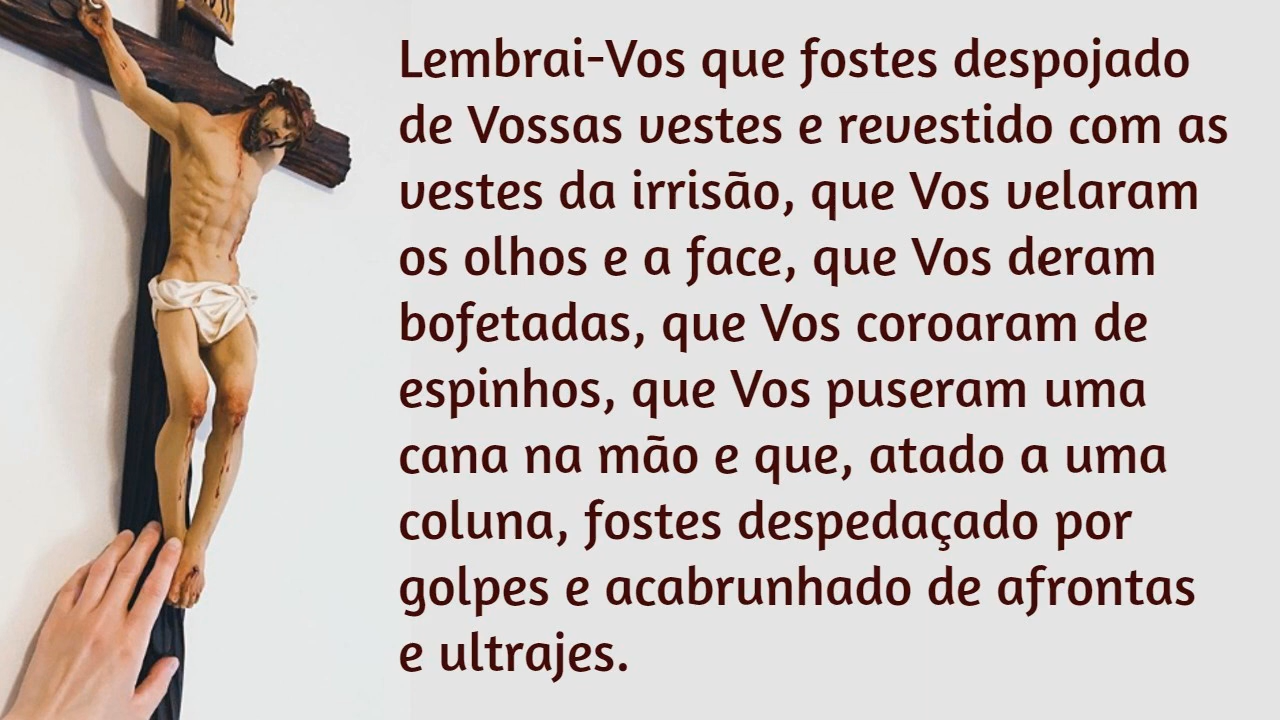 Lembrai-Vos que fostes despojado
de Vossas vestes e revestido com as
vestes da irrisão, que Vos velaram
os olhos e a face, que Vos deram
bofetadas, que Vos coroaram de
espinhos, que Vos puseram uma
cana na mão e que, atado a uma
coluna, fostes despedaçado por
golpes e acabrunhado de afrontas
e ultrajes.